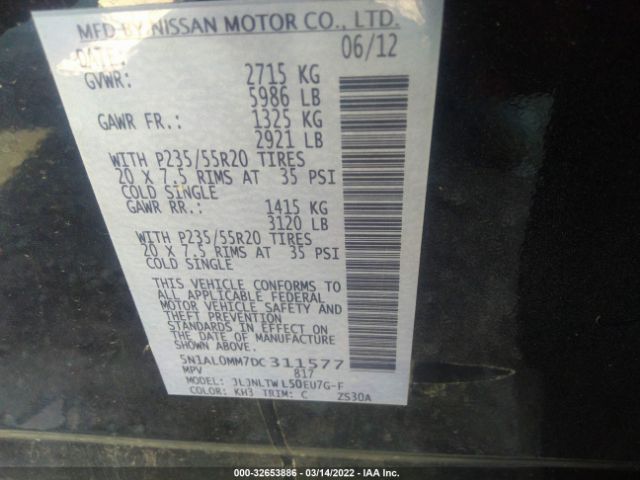 MFD BY NISSAN MOTOR CO., LTD.
DATE: 06/12
GVWR: 2715 KG
5986 LB
GAWR FR.: 1325 KG
2921 LB
WITH P235/55R20 TIRES
20 X 7.5 RIMS AT 35 PSI
COLD SINGLE
GAWR RR.: 1415 KG
3120 LB
WITH P235/55R20 TIRES
20 X 7.5 RIMS AT 35 PSI
COLD SINGLE
THIS VEHICLE CONFORMS TO
ALL APPLICABLE FEDERAL
MOTOR VEHICLE SAFETY AND
THEFT PREVENTION
STANDARDS IN EFFECT ON
THE DATE OF MANUFACTURE
SHOWN ABOVE.
5N1AL0MM7DC311577
MPV 817
MODEL: JLJNLTWL50EU7G-F
COLOR: KH3 TRIM: C ZS30A
000-32653886 - 03/14/2022 - IAA Inc.